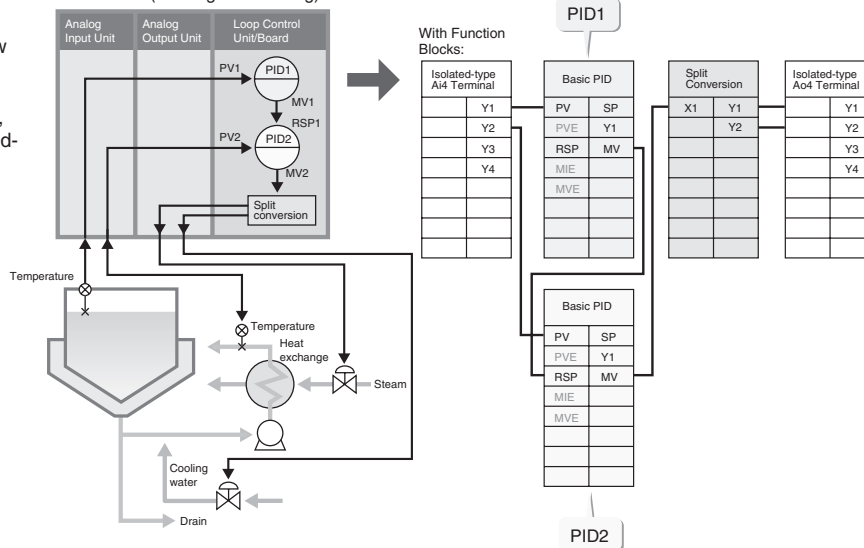 Analog
Input Unit
Analog
Output Unit
Loop Control
Unit/Board
PV1
PID1
MV1
RSP1
PV2
PID2
MV2
Split
conversion
Temperature
Temperature
Heat
exchange
Steam
Cooling
water
Drain
With Function
Blocks:
PID1
Isolated-type
Ai4 Terminal
Y1
Y2
Y3
Y4
Basic PID
PV SP
PVE Y1
RSP MV
MIE
MVE
Split
Conversion
X1 Y1
Y2
Isolated-type
Ao4 Terminal
Y1
Y2
Y3
Y4
Basic PID
PV SP
PVE Y1
RSP MV
MIE
MVE
PID2